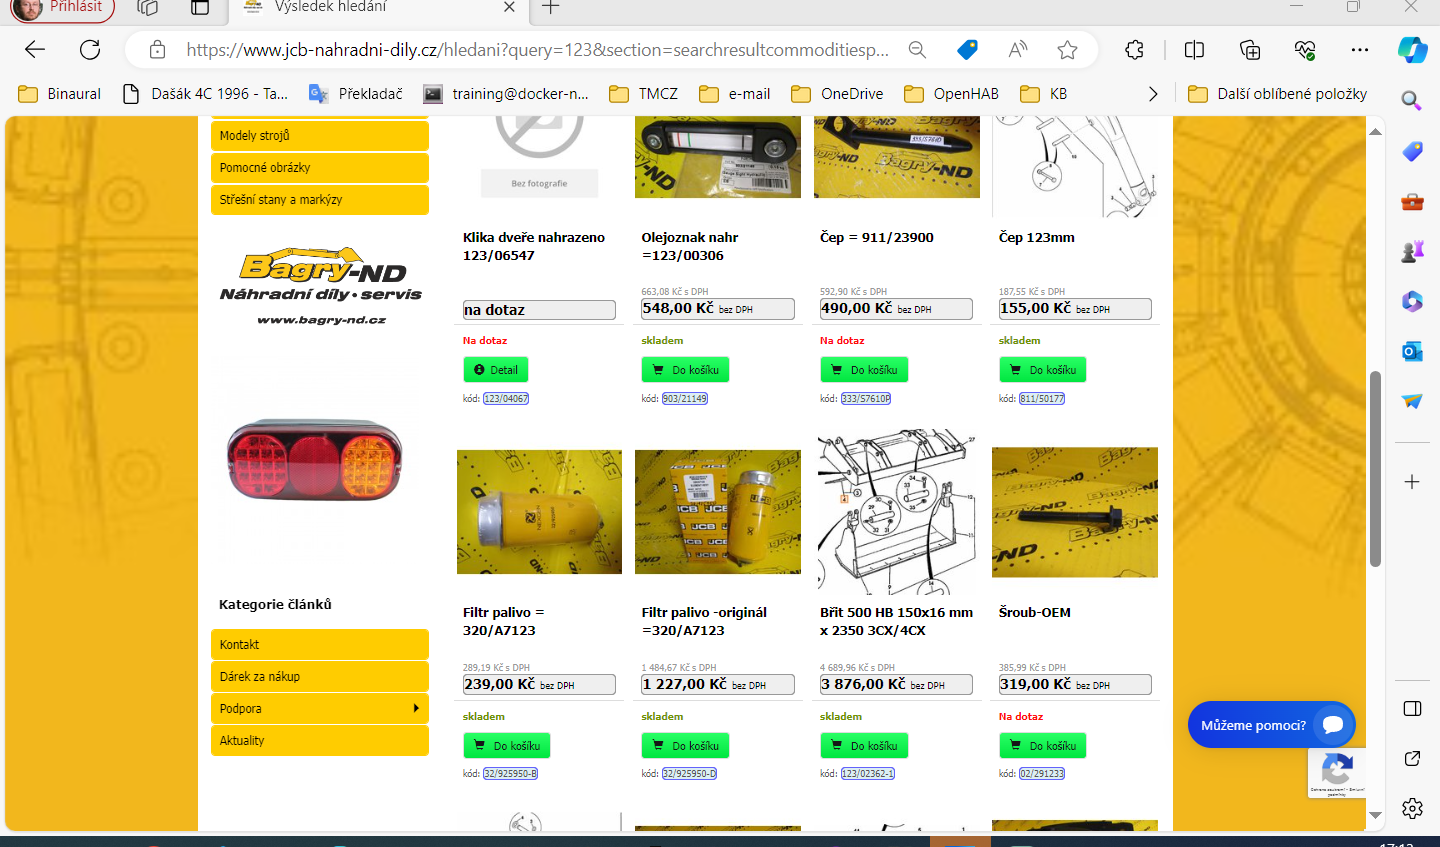 Přihlásit
Výsledek hledání
https://www.jcb-nahradni-dily.cz/hledani?query=123&section=searchresultcommoditiesp...
Binaural
Dašák 4C 1996 - Ta...
Překladač
training@docker-n...
TMCZ
e-mail
OneDrive
OpenHAB
KB
Další oblíbené položky
Modely strojů
Pomocné obrázky
Střešní stany a markýzy
Bagry-ND
Náhradní díly • servis
www.bagry-nd.cz
Kategorie článků
Kontakt
Dárek za nákup
Podpora
Aktuality
Bez fotografie
Klika dveře nahrazeno
123/06547
na dotaz
Na dotaz
Detail
kód: 123/04067
Olejoznak nahr
=123/00306
663,08 Kč s DPH
548,00 Kč bez DPH
skladem
Do košíku
kód: 903/21149
Čep = 911/23900
592,90 Kč s DPH
490,00 Kč bez DPH
Na dotaz
Do košíku
kód: 333/S7610P
Čep 123mm
187,55 Kč s DPH
155,00 Kč bez DPH
skladem
Do košíku
kód: 811/50177
Filtr palivo =
320/A7123
289,19 Kč s DPH
239,00 Kč bez DPH
skladem
Do košíku
kód: 32/925950-B
JCB
Filtr palivo -originál
=320/A7123
1 484,67 Kč s DPH
1 227,00 Kč bez DPH
skladem
Do košíku
kód: 32/925950-D
Břit 500 HB 150x16 mm
x 2350 3CX/4CX
4 689,96 Kč s DPH
3 876,00 Kč bez DPH
skladem
Do košíku
kód: 123/02362-1
Bagry-ND
Šroub-OEM
385,99 Kč s DPH
319,00 Kč bez DPH
Na dotaz
Do košíku
kód: 02/291233
Můžeme pomoci?